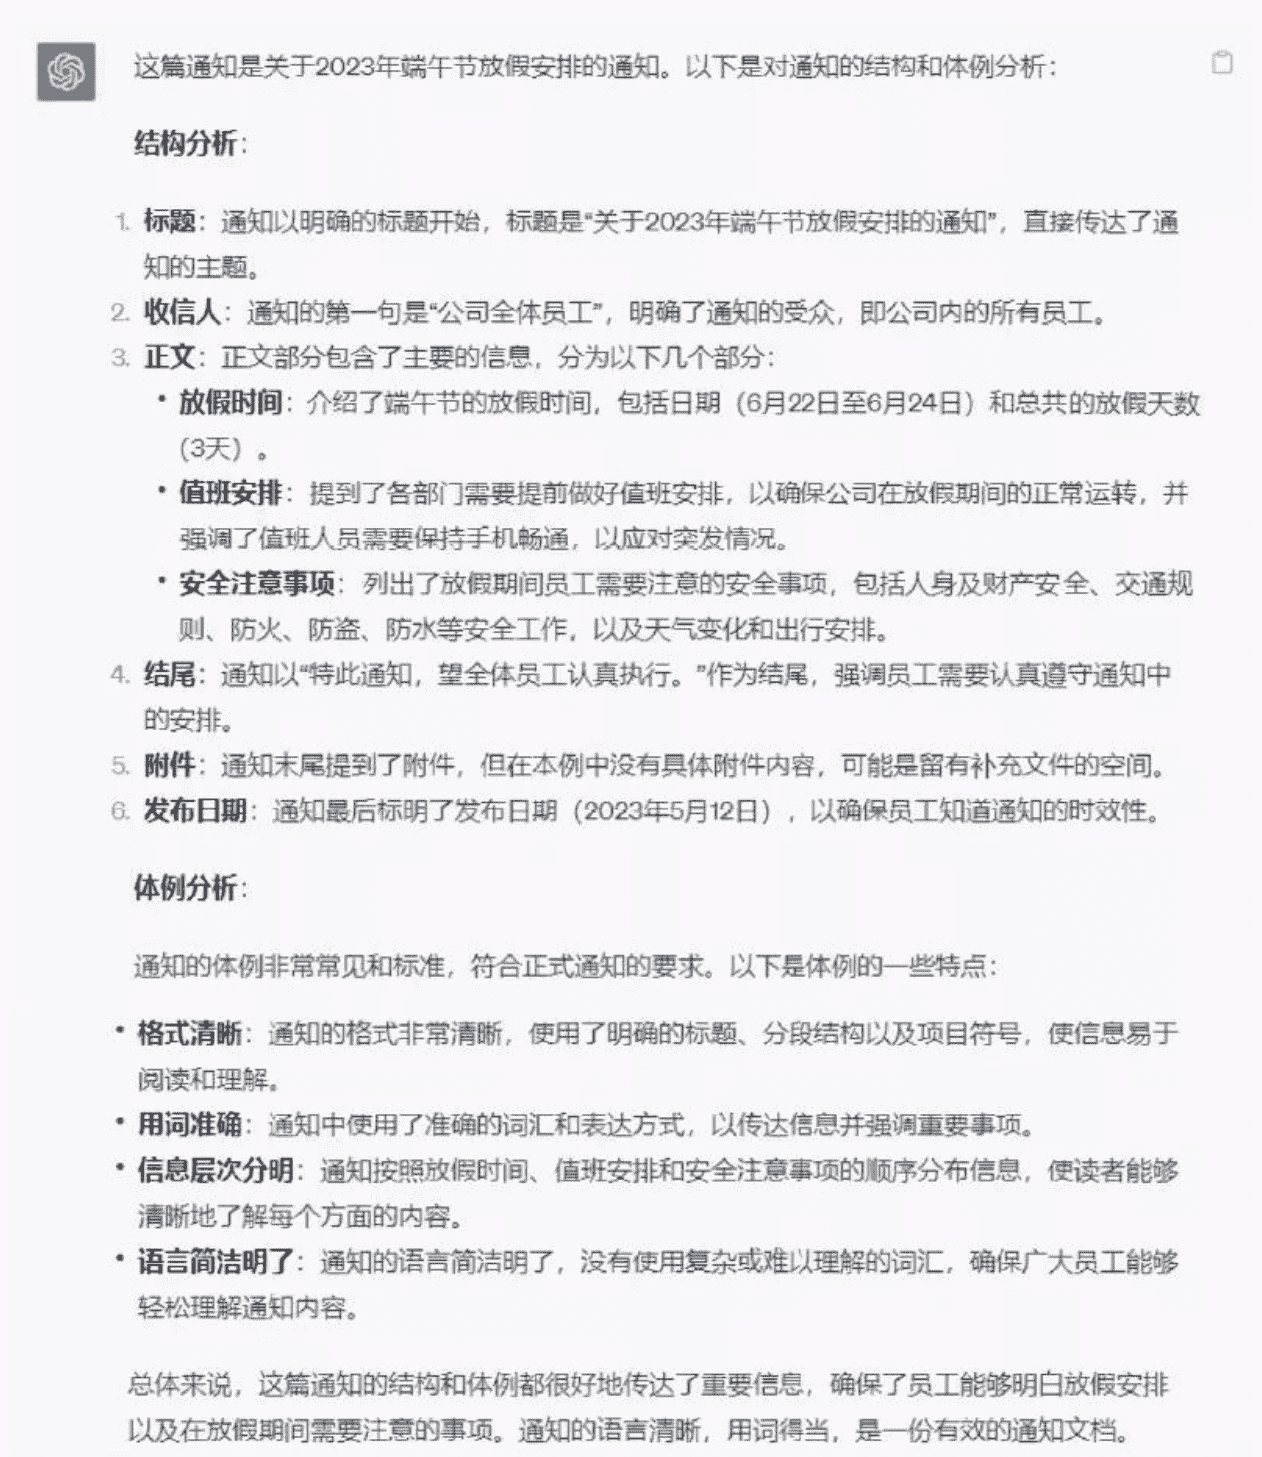 这篇通知是关于2023年端午节放假安排的通知。以下是对通知的结构和体例分析：
结构分析：
1. 标题：通知以明确的标题开始，标题是“关于2023年端午节放假安排的通知”，直接传达了通
知的主题。
2. 收信人：通知的第一句是“公司全体员工”，明确了通知的受众，即公司内的所有员工。
3. 正文：正文部分包含了主要的信息，分为以下几个部分：
• 放假时间：介绍了端午节的放假时间，包括日期（6月22日至6月24日）和总共的放假天数
（3天）。
• 值班安排：提到了各部门需要提前做好值班安排，以确保公司在放假期间的正常运转，并
强调了值班人员需要保持手机畅通，以应对突发情况。
• 安全注意事项：列出了放假期间员工需要注意的安全事项，包括人身及财产安全、交通规
则、防火、防盗、防水等安全工作，以及天气变化和出行安排。
4. 结尾：通知以“特此通知，望全体员工认真执行。”作为结尾，强调员工需要认真遵守通知中
的安排。
5. 附件：通知末尾提到了附件，但在本例中没有具体附件内容，可能是留有补充文件的空间。
6. 发布日期：通知最后标明了发布日期（2023年5月12日），以确保员工知道通知的时效性。
体例分析：
通知的体例非常常见和标准，符合正式通知的要求。以下是体例的一些特点：
• 格式清晰：通知的格式非常清晰，使用了明确的标题、分段结构以及项目符号，使信息易于
阅读和理解。
• 用词准确：通知中使用了准确的词汇和表达方式，以传达信息并强调重要事项。
• 信息层次分明：通知按照放假时间、值班安排和安全注意事项的顺序分布信息，使读者能够
清晰地了解每个方面的内容。
• 语言简洁明了：通知的语言简洁明了，没有使用复杂或难以理解的词汇，确保广大员工能够
轻松理解通知内容。
总体来说，这篇通知的结构和体例都很好地传达了重要信息，确保了员工能够明白放假安排
以及在放假期间需要注意的事项。通知的语言清晰，用词得当，是一份有效的通知文档。